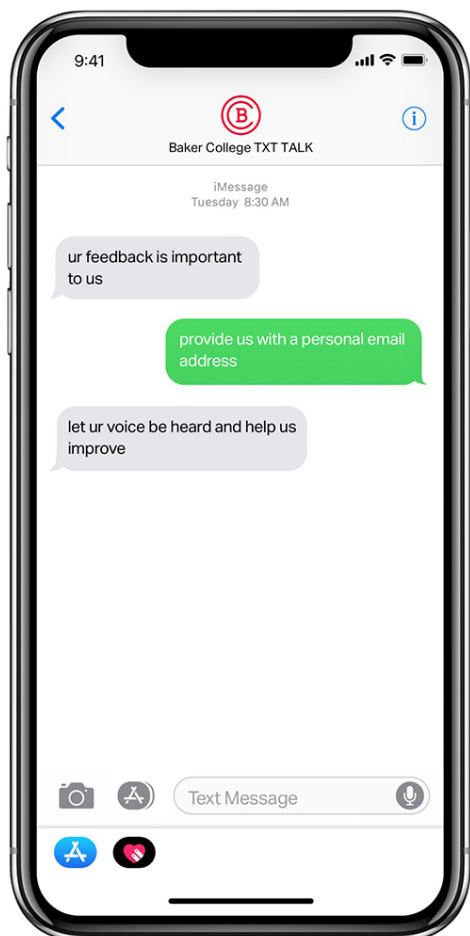 9:41
B
Baker College TXT TALK
iMessage
Tuesday 8:30 AM
ur feedback is important
to us
provide us with a personal email
address
let ur voice be heard and help us
improve
Text Message